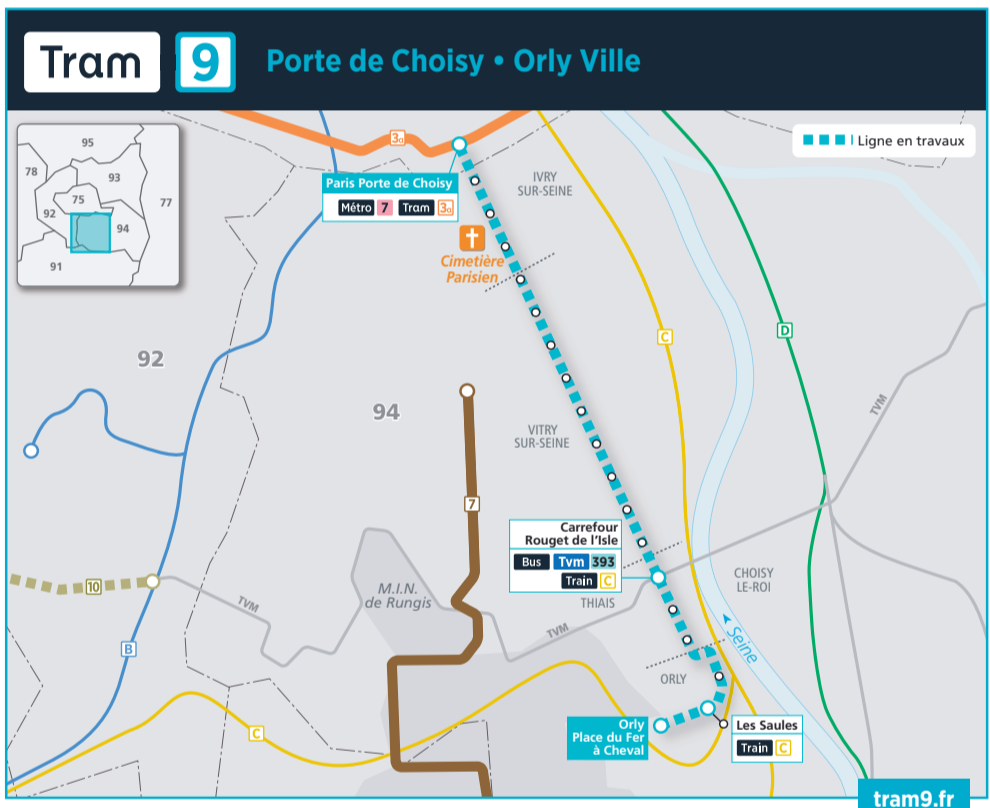 Tram 9 Porte de Choisy • Orly Ville
95
78
93
75
77
92
94
91
3a
Ligne en travaux
Paris Porte de Choisy
Métro 7 Tram 3a
IVRY
SUR-SEINE
Cimetière
Parisien
C
D
92
94
TVM
VITRY
SUR-SEINE
7
Carrefour
Rouget de l'Isle
Bus Tvm 393
Train C
10
TVM
M.I.N.
de Rungis
THIAIS
CHOISY
LE-ROI
TVM
B
Seine
ORLY
C
Orly
Place du Fer
à Cheval
Les Saules
Train C
tram9.fr